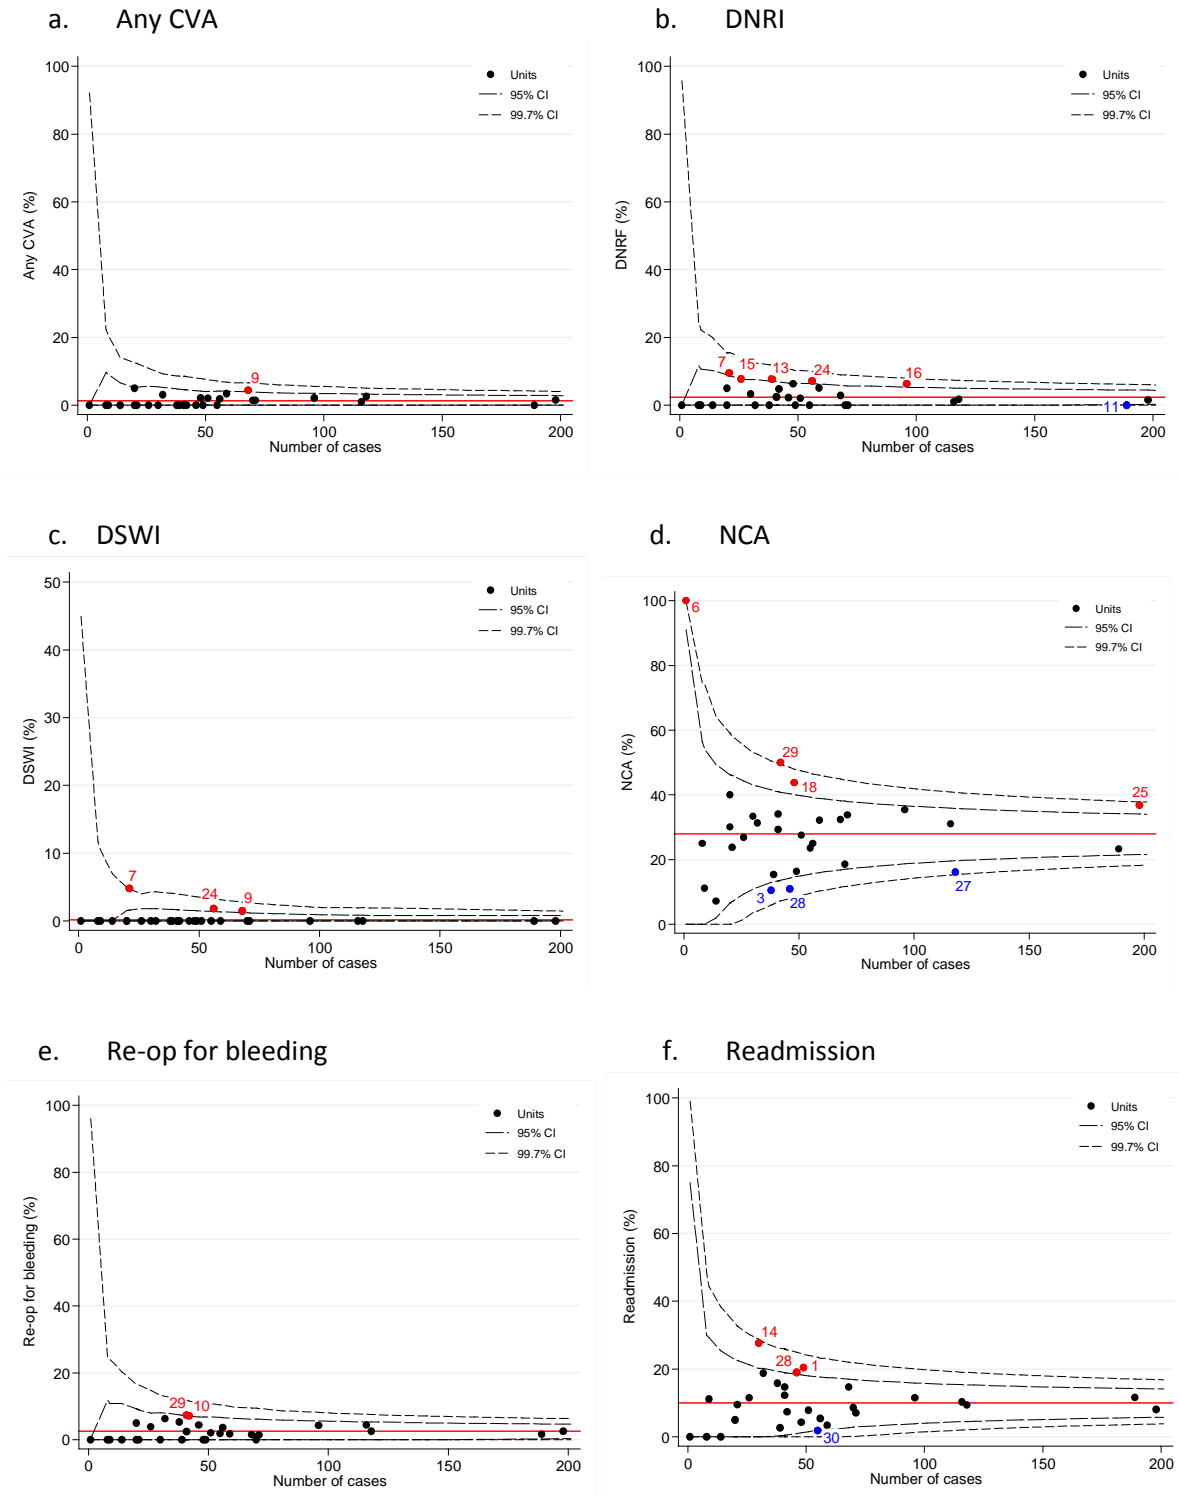 a. Any CVA
b. DNRI
100
80
60
40
20
0
Any CVA (%)
Units
95% CI
99.7% CI
9
0 50 100 150 200
Number of cases
100
80
60
40
20
0
DNRF (%)
Units
95% CI
99.7% CI
7 15 13 24 16
11
0 50 100 150 200
Number of cases
c. DSWI
d. NCA
50
40
30
20
10
0
DSWI (%)
Units
95% CI
99.7% CI
7
24 9
0 50 100 150 200
Number of cases
100
80
60
40
20
0
NCA (%)
Units
95% CI
99.7% CI
6
29
18
25
3
28
27
0 50 100 150 200
Number of cases
e. Re-op for bleeding
f. Readmission
100
80
60
40
20
0
Re-op for bleeding (%)
Units
95% CI
99.7% CI
29 10
0 50 100 150 200
Number of cases
100
80
60
40
20
0
Readmission (%)
Units
95% CI
99.7% CI
14
28 1
30
0 50 100 150 200
Number of cases